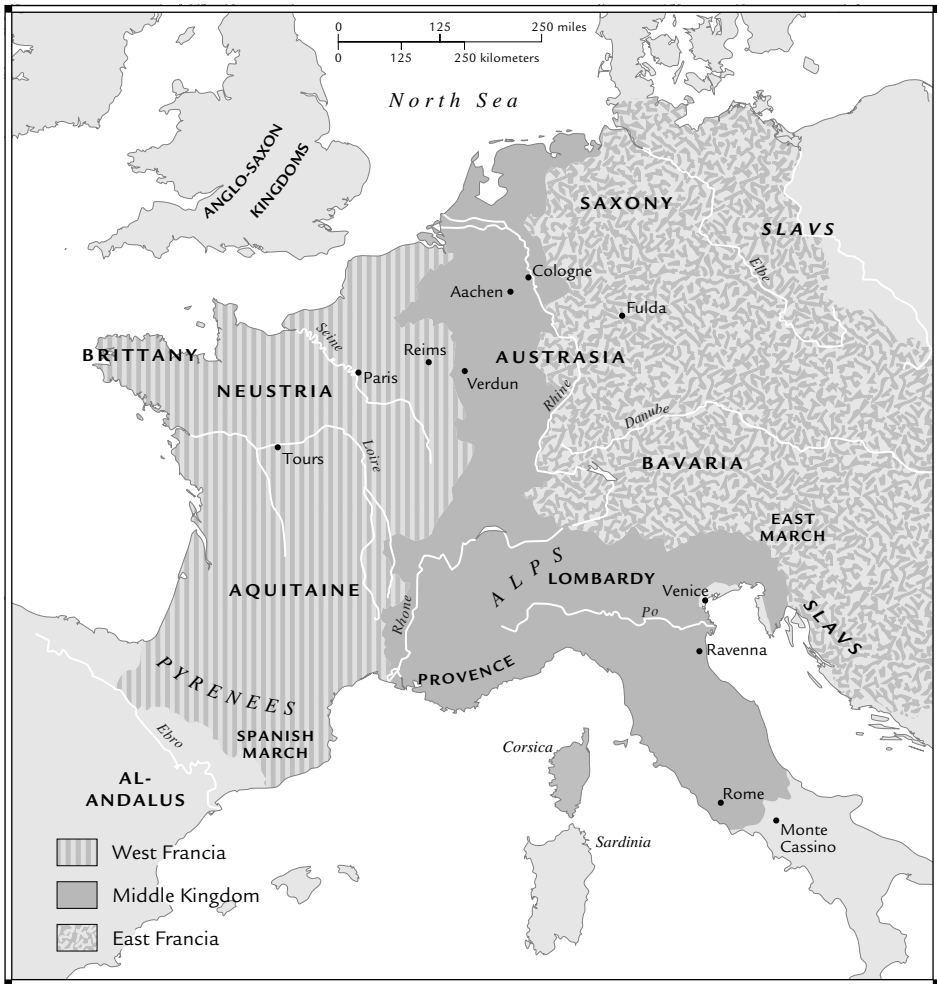 0 125 250 miles
0 125 250 kilometers
North Sea
ANGLO-SAXON
KINGDOMS
SAXONY
SLAVS
Elbe
Cologne
Aachen
Fulda
Seine
Reims
BRITTANY
AUSTRASIA
Paris
Verdun
NEUSTRIA
Rhine
Danube
Loire
Tours
BAVARIA
EAST
MARCH
ALPS
LOMBARDY
AQUITAINE
Venice
Rhone
Po
SLAVS
Ravenna
PROVENCE
PYRENEES
Ebro
SPANISH
MARCH
Corsica
AL-
ANDALUS
Rome
Monte
Cassino
Sardinia
West Francia
Middle Kingdom
East Francia